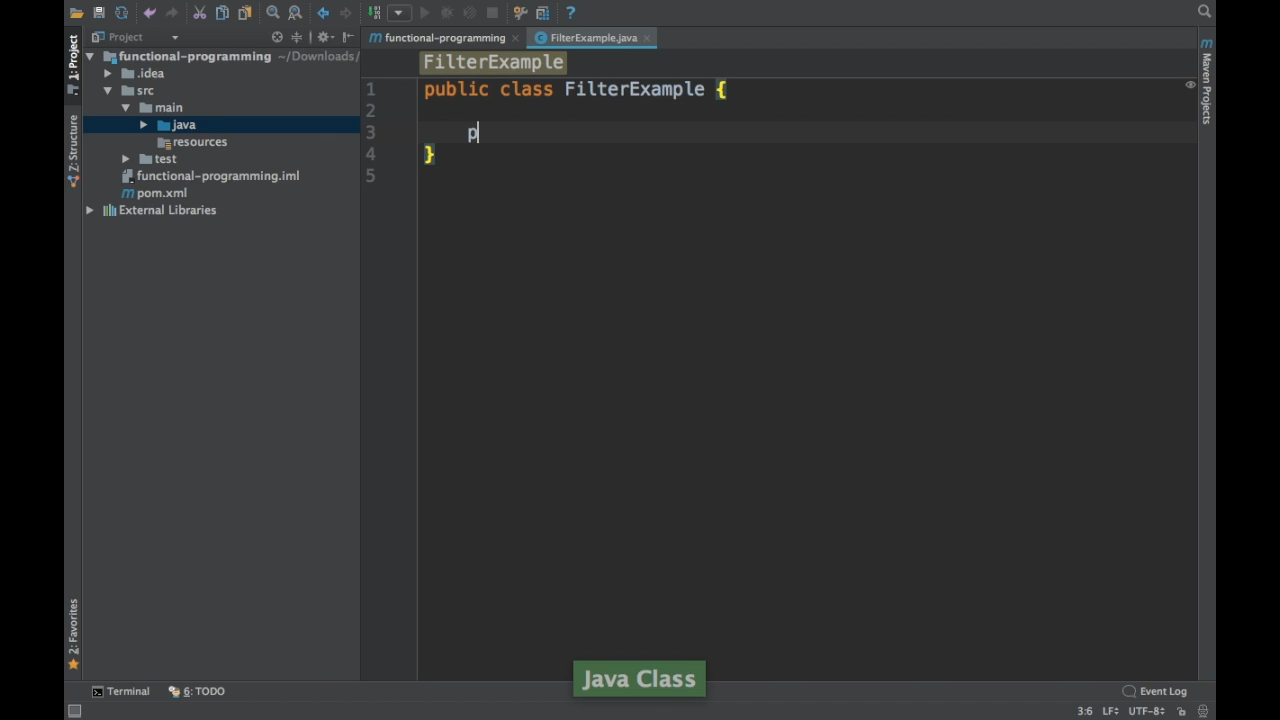 Project
functional-programming
FilterExample.java
1: Project
functional-programming ~/Downloads/
.idea
src
main
java
resources
test
functional-programming.iml
pom.xml
External Libraries
Z: Structure
2: Favorites
FilterExample
1 public class FilterExample {
2
3 p
4 }
5
Maven Projects
Java Class
Terminal
6: TODO
Event Log
3:6 LF UTF-8